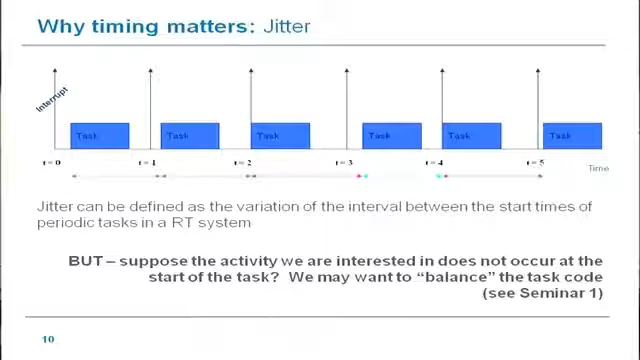 Why timing matters: Jitter
Interrupt
Task Task Task Task Task Task
t = 0 t = 1 t = 2 t = 3 t = 4 t = 5
Time
Jitter can be defined as the variation of the interval between the start times of
periodic tasks in a RT system
BUT – suppose the activity we are interested in does not occur at the
start of the task? We may want to “balance” the task code
(see Seminar 1)
10